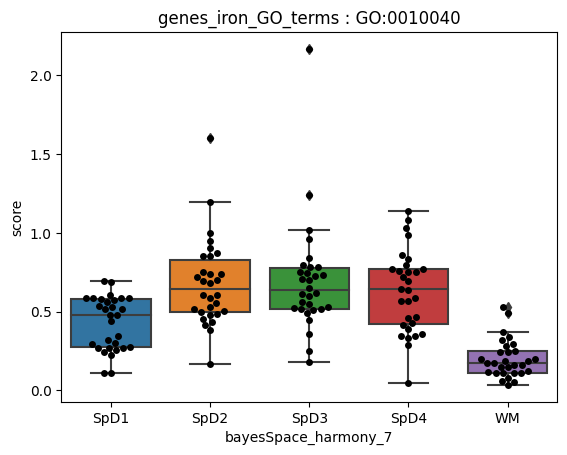 genes_iron_GO_terms : GO:0010040
score
2.0
1.5
1.0
0.5
0.0
SpD1 SpD2 SpD3 SpD4 WM
bayesSpace_harmony_7